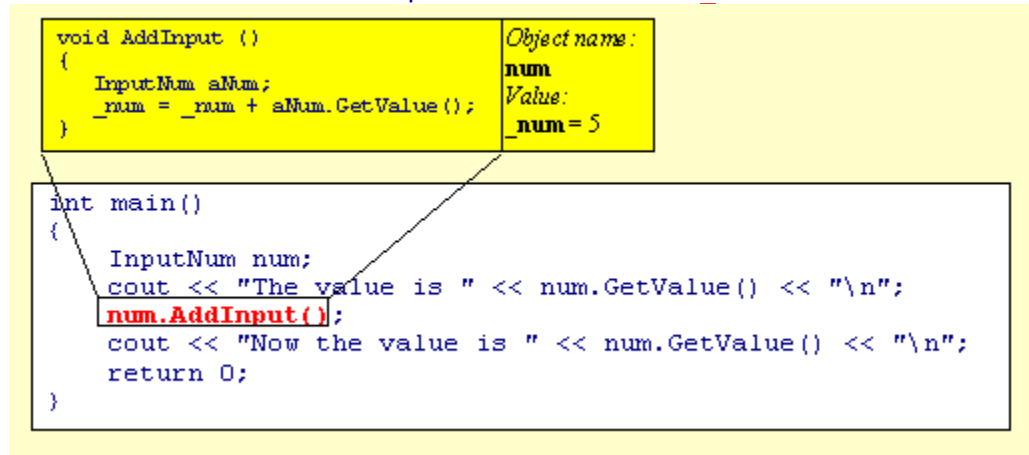 void AddInput ()
{
InputNum aNum;
_num = _num + aNum.GetValue();
}
Object name:
num
Value:
_num = 5
int main()
{
InputNum num;
cout << "The value is " << num.GetValue() << "\n";
num.AddInput();
cout << "Now the value is " << num.GetValue() << "\n";
return 0;
}